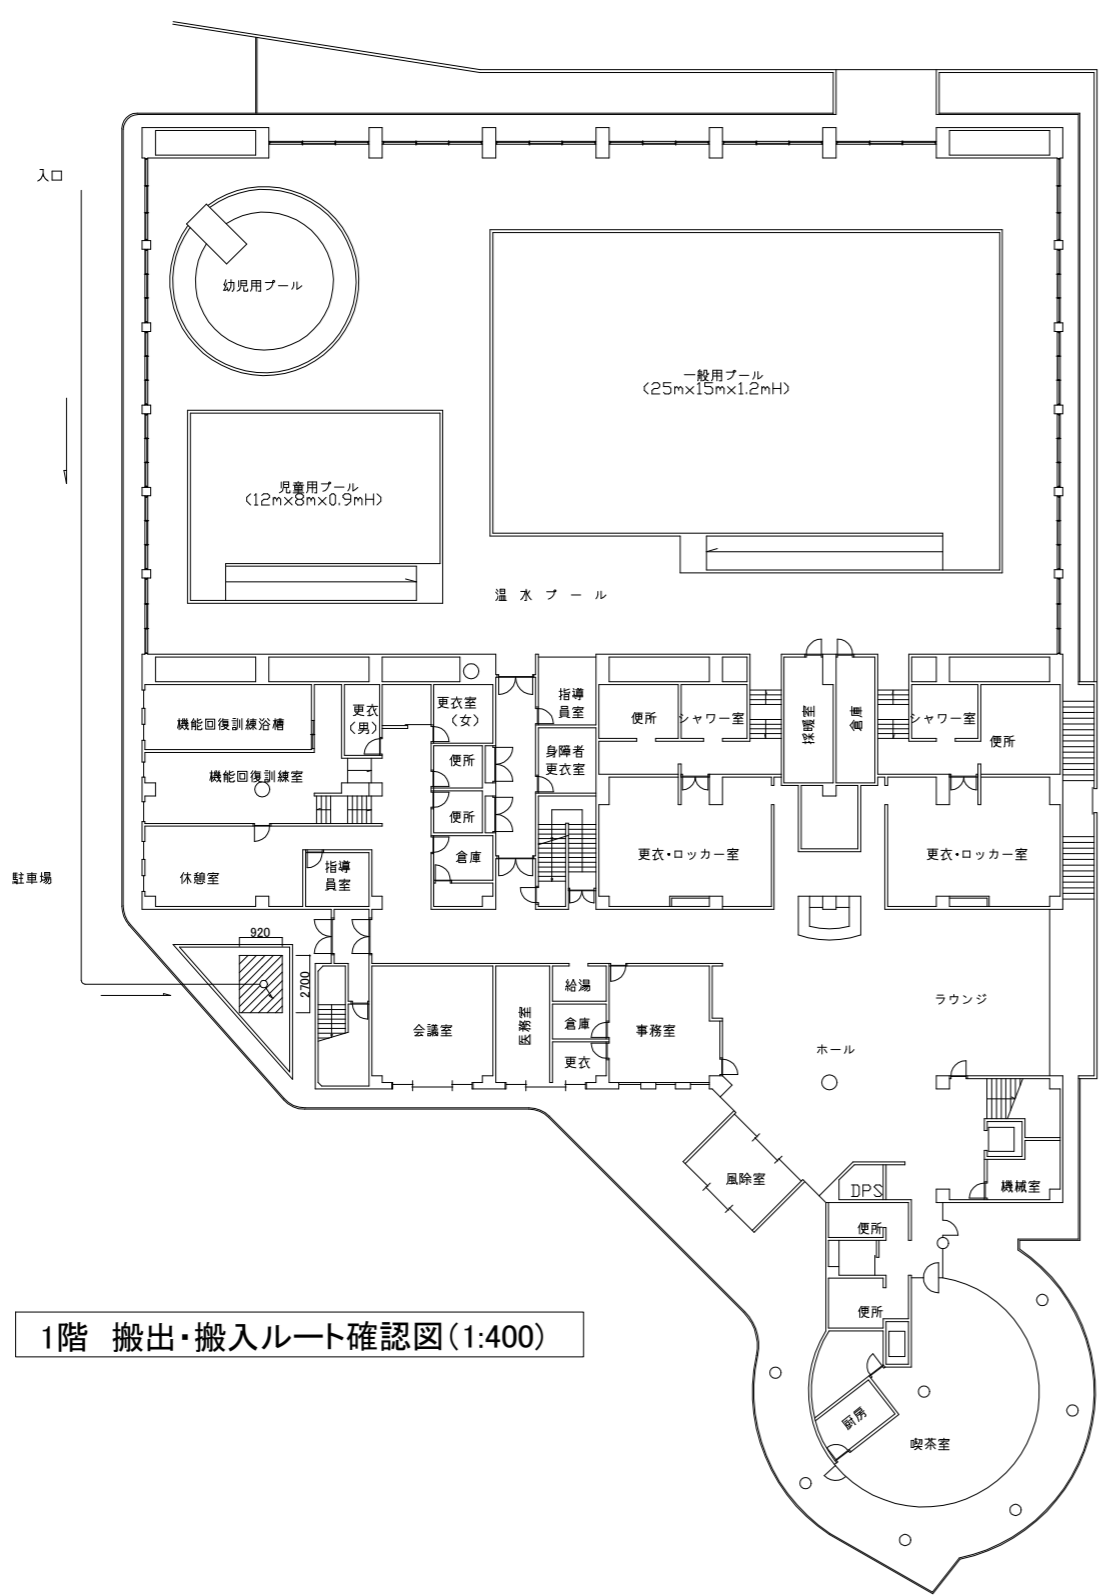 入口
幼児用プール
一般用プール
(25m×15m×1.2mH)
児童用プール
(12m×8m×0.9mH)
温水プール
機能回復訓練浴槽
更衣
(男)
更衣室
(女)
指導
員室
便所
シャワー室
採暖室
倉庫
シャワー室
便所
機能回復訓練室
便所
身障者
更衣室
便所
休憩室
指導
員室
倉庫
更衣・ロッカー室
更衣・ロッカー室
駐車場
920
2700
会議室
医務室
給湯
倉庫
更衣
事務室
ラウンジ
ホール
風除室
DPS
機械室
便所
便所
厨房
喫茶室
1階 搬出・搬入ルート確認図(1:400)